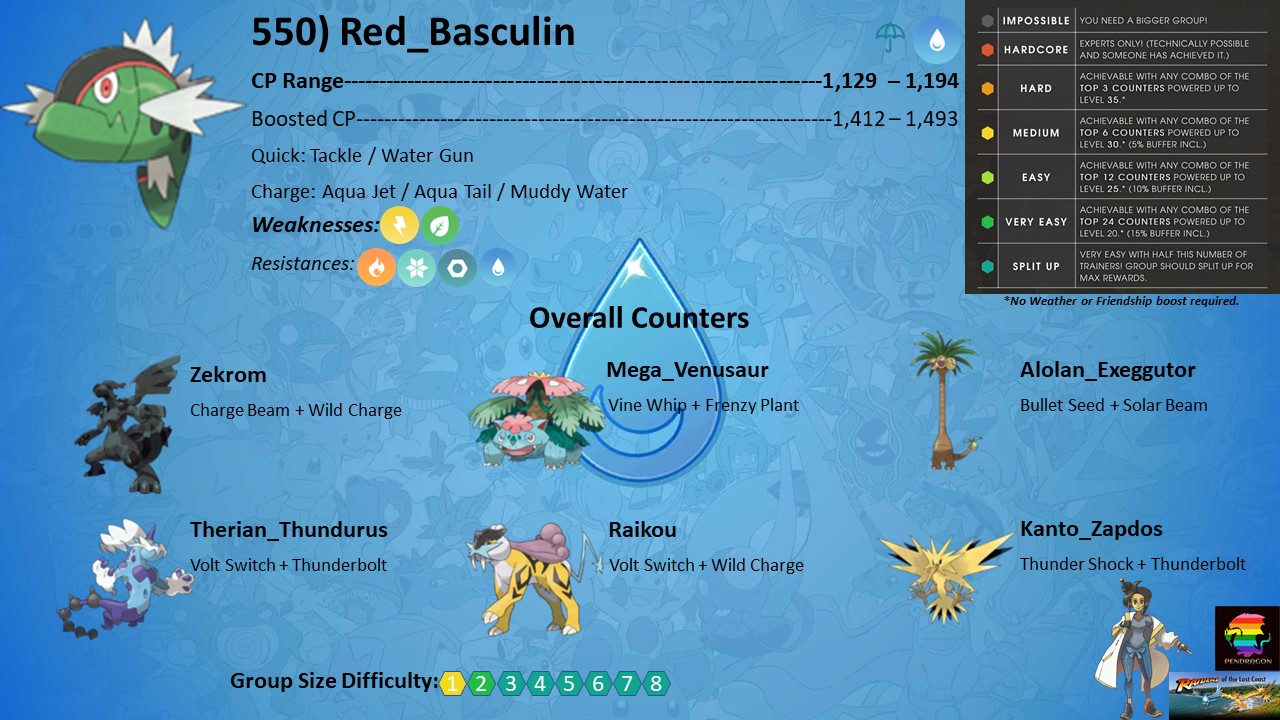 550) Red_Basculin
CP Range-----------------------------------------------------------------------1,129 – 1,194
Boosted CP---------------------------------------------------------------------1,412 – 1,493
Quick: Tackle / Water Gun
Charge: Aqua Jet / Aqua Tail / Muddy Water
Weaknesses:
Resistances:
IMPOSSIBLE YOU NEED A BIGGER GROUP!
HARDCORE EXPERTS ONLY! (TECHNICALLY POSSIBLE
AND SOMEONE HAS ACHIEVED IT.)
HARD ACHIEVABLE WITH ANY COMBO OF THE
TOP 3 COUNTERS POWERED UP TO
LEVEL 35.*
MEDIUM ACHIEVABLE WITH ANY COMBO OF THE
TOP 6 COUNTERS POWERED UP TO
LEVEL 30.* (5% BUFFER INCL.)
EASY ACHIEVABLE WITH ANY COMBO OF THE
TOP 12 COUNTERS POWERED UP TO
LEVEL 25.* (10% BUFFER INCL.)
VERY EASY ACHIEVABLE WITH ANY COMBO OF THE
TOP 24 COUNTERS POWERED UP TO
LEVEL 20.* (15% BUFFER INCL.)
SPLIT UP VERY EASY WITH HALF THIS NUMBER OF
TRAINERS! GROUP SHOULD SPLIT UP FOR
MAX REWARDS.
*No Weather or Friendship boost required.
Overall Counters
Zekrom
Charge Beam + Wild Charge
Mega_Venusaur
Vine Whip + Frenzy Plant
Alolan_Exeggutor
Bullet Seed + Solar Beam
Therian_Thundurus
Volt Switch + Thunderbolt
Raikou
Volt Switch + Wild Charge
Kanto_Zapdos
Thunder Shock + Thunderbolt
Group Size Difficulty: 1 2 3 4 5 6 7 8
PENDRAGON
RAIDERS of the Lost Coast